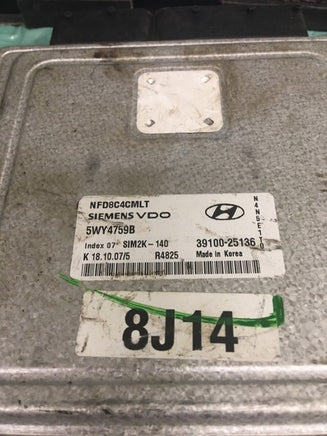 NFD8C4CMLT
SIEMENS VDO
5WY4759B
Index 07' SIM2K-140
39100-25136
K 18.10.07/5
R4825
Made in Korea
8J14